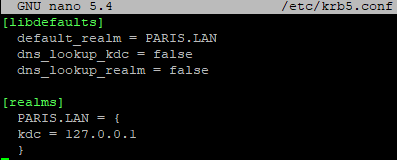 GNU nano 5.4 /etc/krb5.conf
[libdefaults]
default_realm = PARIS.LAN
dns_lookup_kdc = false
dns_lookup_realm = false
[realms]
PARIS.LAN = {
kdc = 127.0.0.1
}